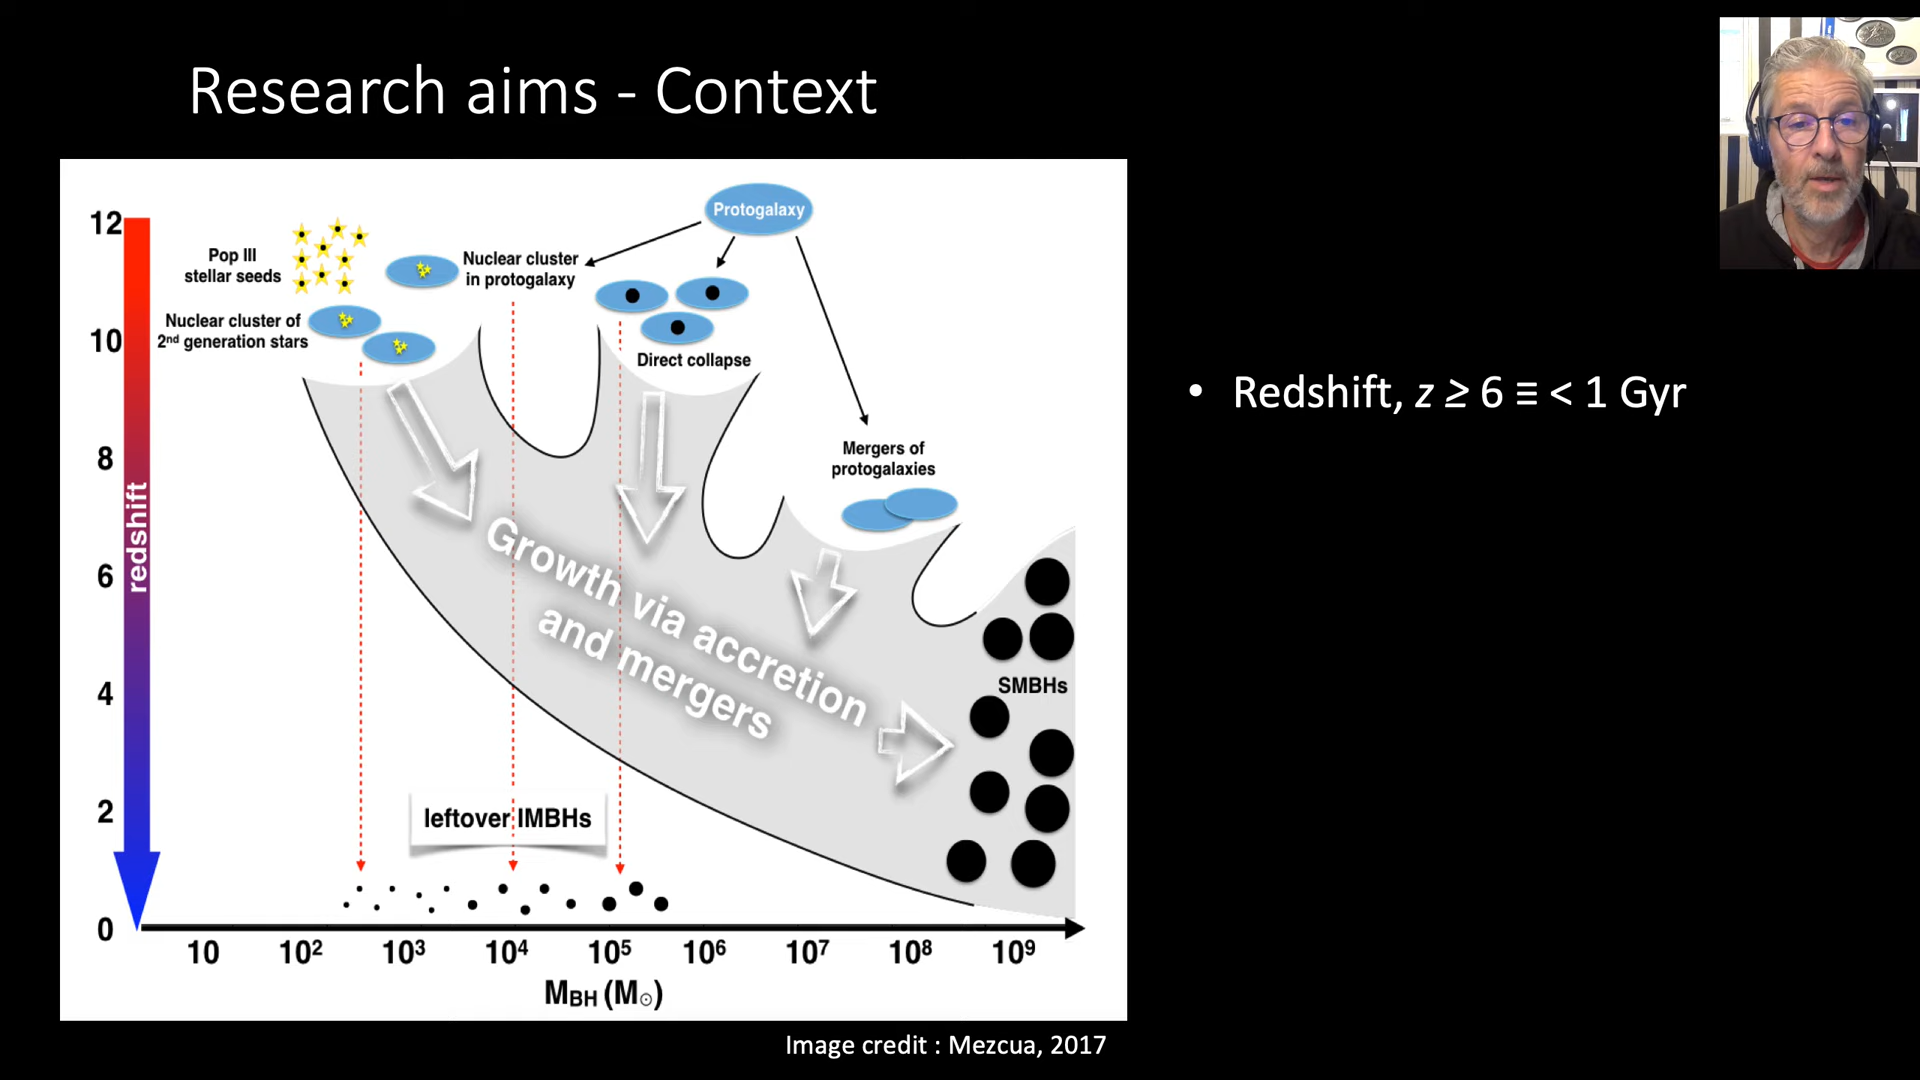 Research aims - Context
12
10
8
6
4
2
0
redshift
Pop III
stellar seeds
Nuclear cluster of
2nd generation stars
Nuclear cluster
in protogalaxy
Protogalaxy
Direct collapse
Mergers of
protogalaxies
Growth via accretion
and mergers
SMBHs
leftover IMBHs
10 10² 10³ 10⁴ 10⁵ 10⁶ 10⁷ 10⁸ 10⁹
MBH (M⊙)
Image credit : Mezcua, 2017
• Redshift, z ≥ 6 ≡ < 1 Gyr